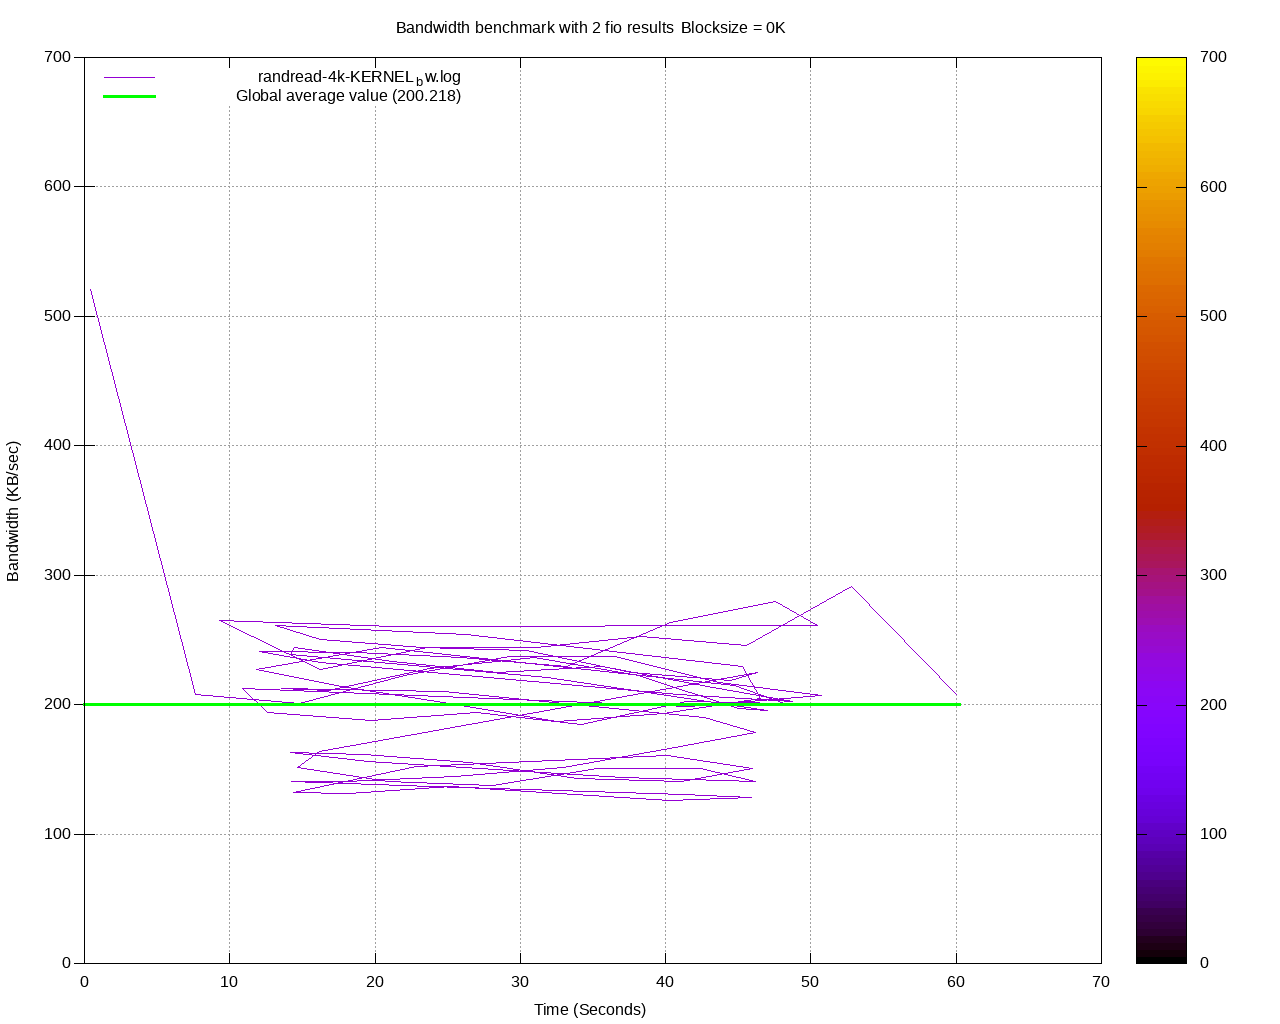 Bandwidth benchmark with 2 fio results Blocksize = 0K
randread-4k-KERNEL_bw.log
Global average value (200.218)
700
600
500
400
300
200
100
0
Bandwidth (KB/sec)
0 10 20 30 40 50 60 70
Time (Seconds)
700
600
500
400
300
200
100
0